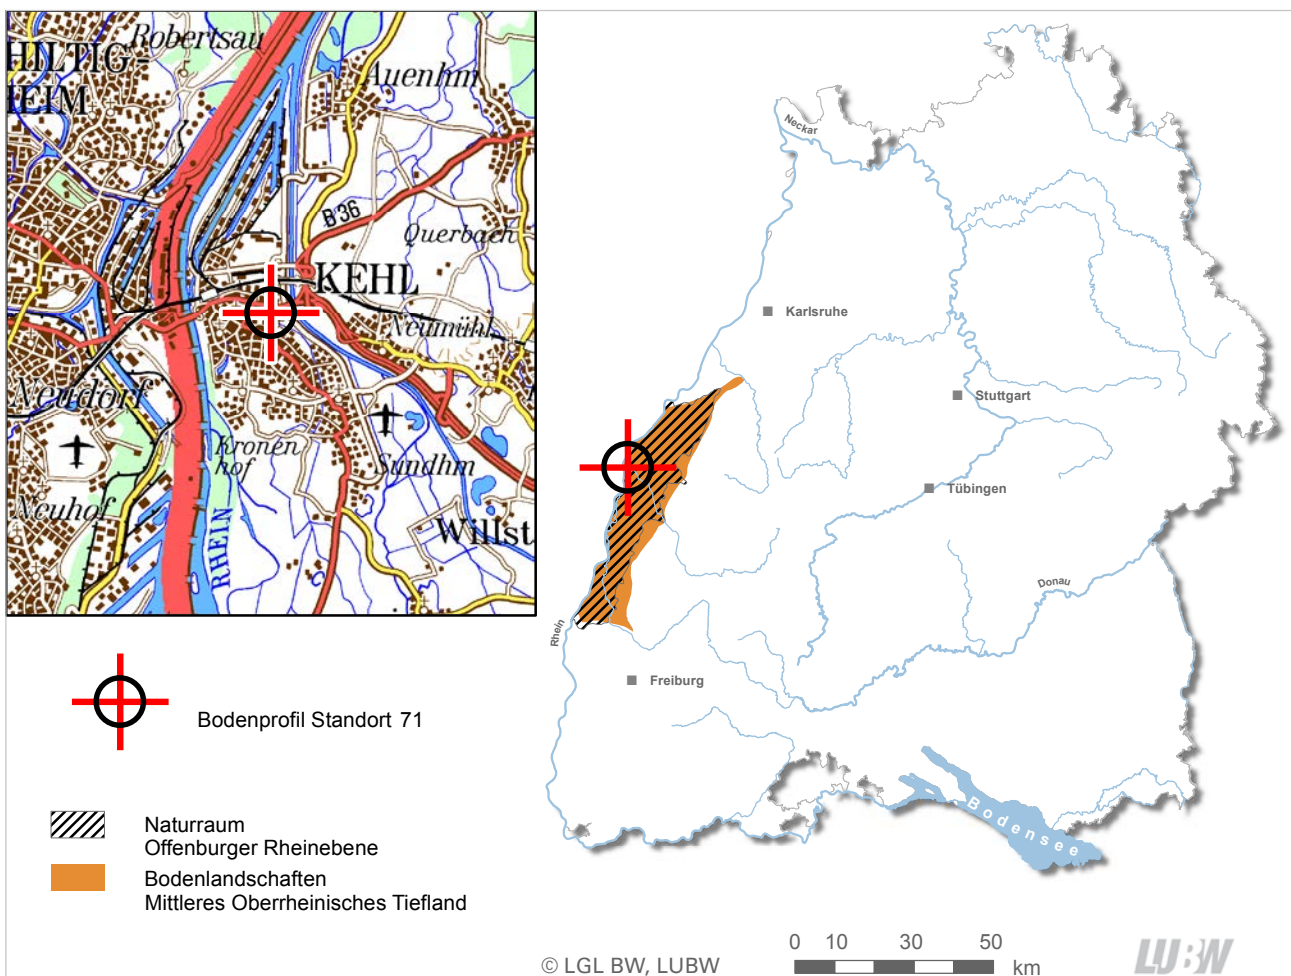 Robertsau
HILTIG-
HEIM
Auenhm
B 36
Querbach
KEHL
Neumühl
Neudorf
Kronen
hof
Sundhm
Neuhof
Willst
RHEIN
Neckar
Karlsruhe
Stuttgart
Tübingen
Donau
Rhein
Freiburg
Bodensee
Bodenprofil Standort 71
Naturraum
Offenburger Rheinebene
Bodenlandschaften
Mittleres Oberrheinisches Tiefland
© LGL BW, LUBW
0 10 30 50
km
LUBW